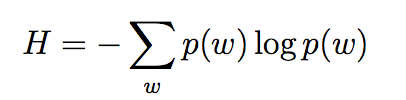 H = − ∑_w p(w) log p(w)